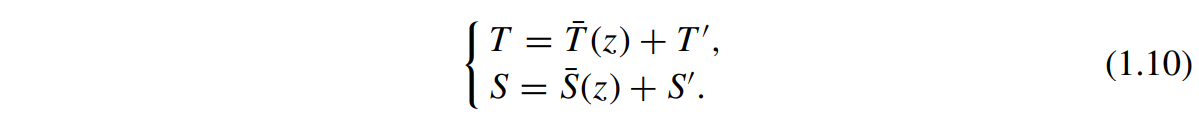 T = T̄(z) + T′,
S = S̄(z) + S′.
(1.10)